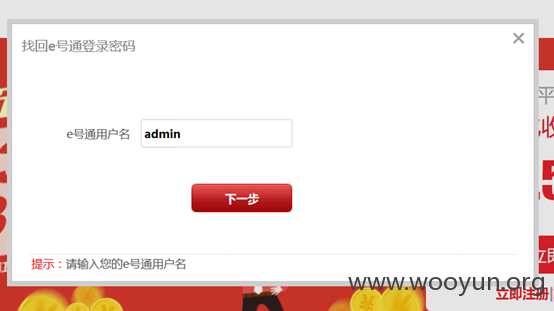 找回e号通登录密码
平
收
e号通用户名
admin
下一步
提示：请输入您的e号通用户名
www.wooyun.org
立即注册